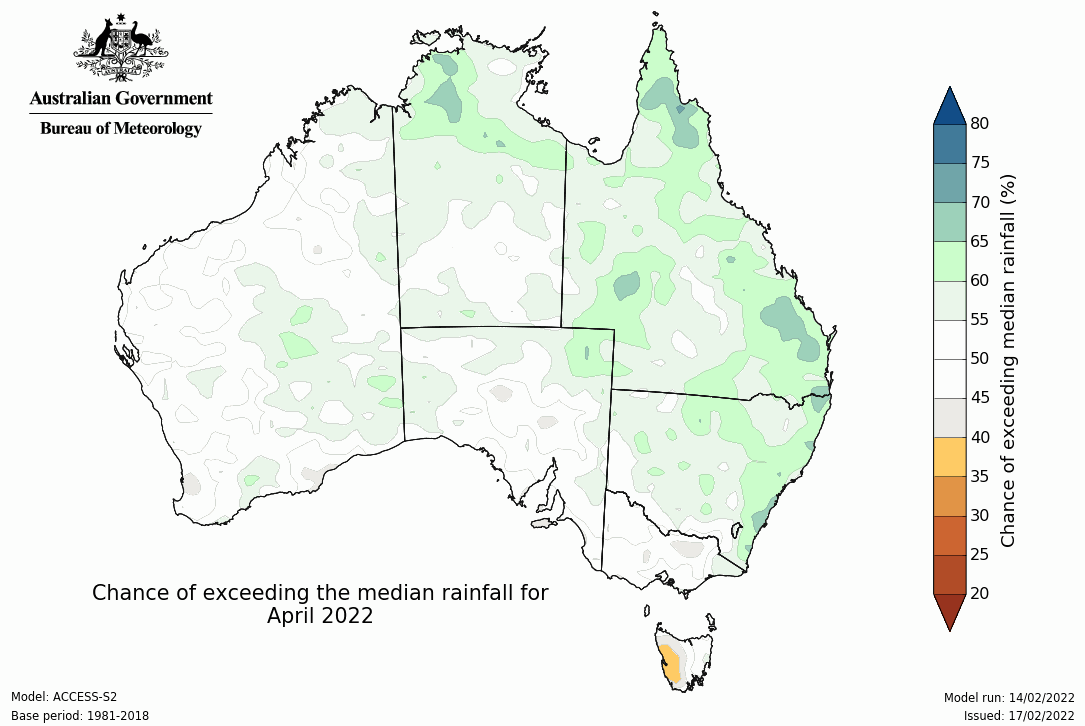 Australian Government
Bureau of Meteorology
80
75
70
65
60
55
50
45
40
35
30
25
20
Chance of exceeding median rainfall (%)
Chance of exceeding the median rainfall for
April 2022
Model: ACCESS-S2
Base period: 1981-2018
Model run: 14/02/2022
Issued: 17/02/2022